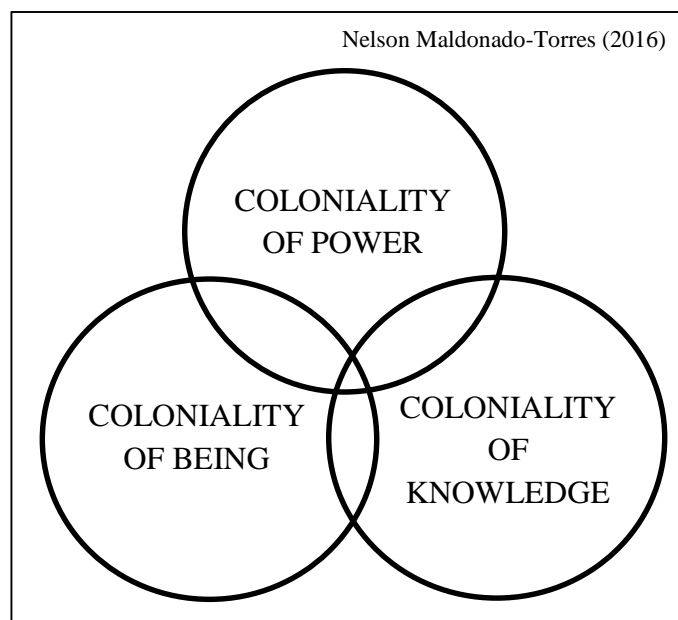 Nelson Maldonado-Torres (2016)
COLONIALITY
OF POWER
COLONIALITY
OF BEING
COLONIALITY
OF
KNOWLEDGE